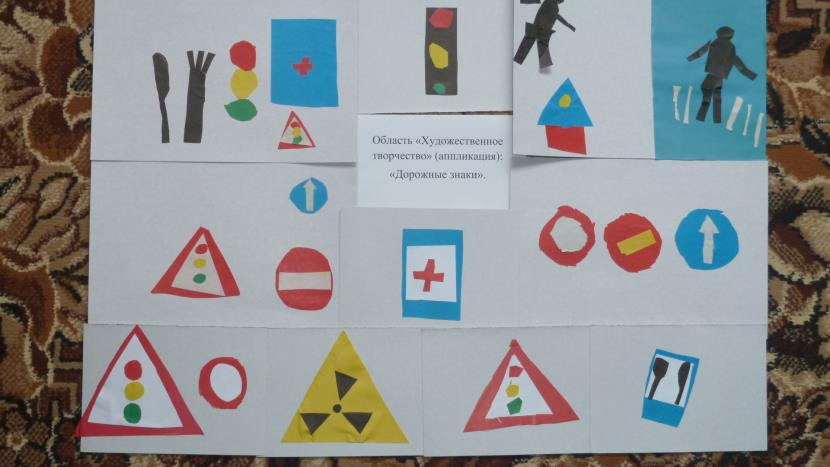 Область «Художественное
творчество» (аппликация):
«Дорожные знаки».